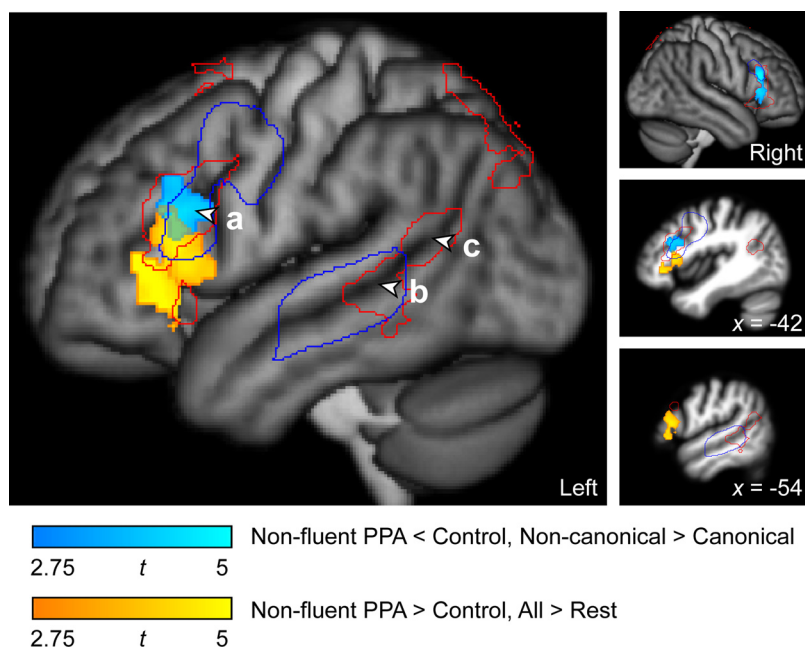 Right
a
c
b
x = -42
Left
x = -54
Non-fluent PPA < Control, Non-canonical > Canonical
2.75 t 5
Non-fluent PPA > Control, All > Rest
2.75 t 5